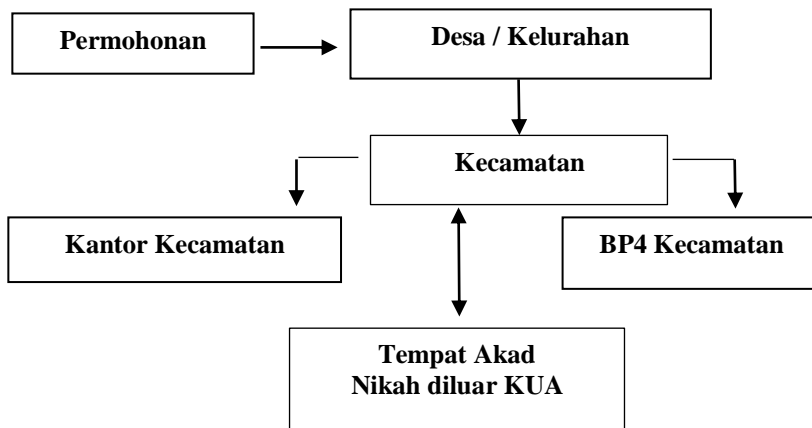 Permohonan
Desa / Kelurahan
Kecamatan
Kantor Kecamatan
BP4 Kecamatan
Tempat Akad
Nikah diluar KUA